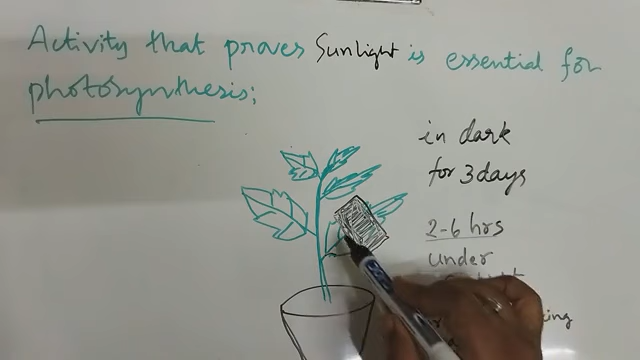 Activity that proves Sunlight is essential for
photosynthesis;
in dark
for 3 days
2-6 hrs
under